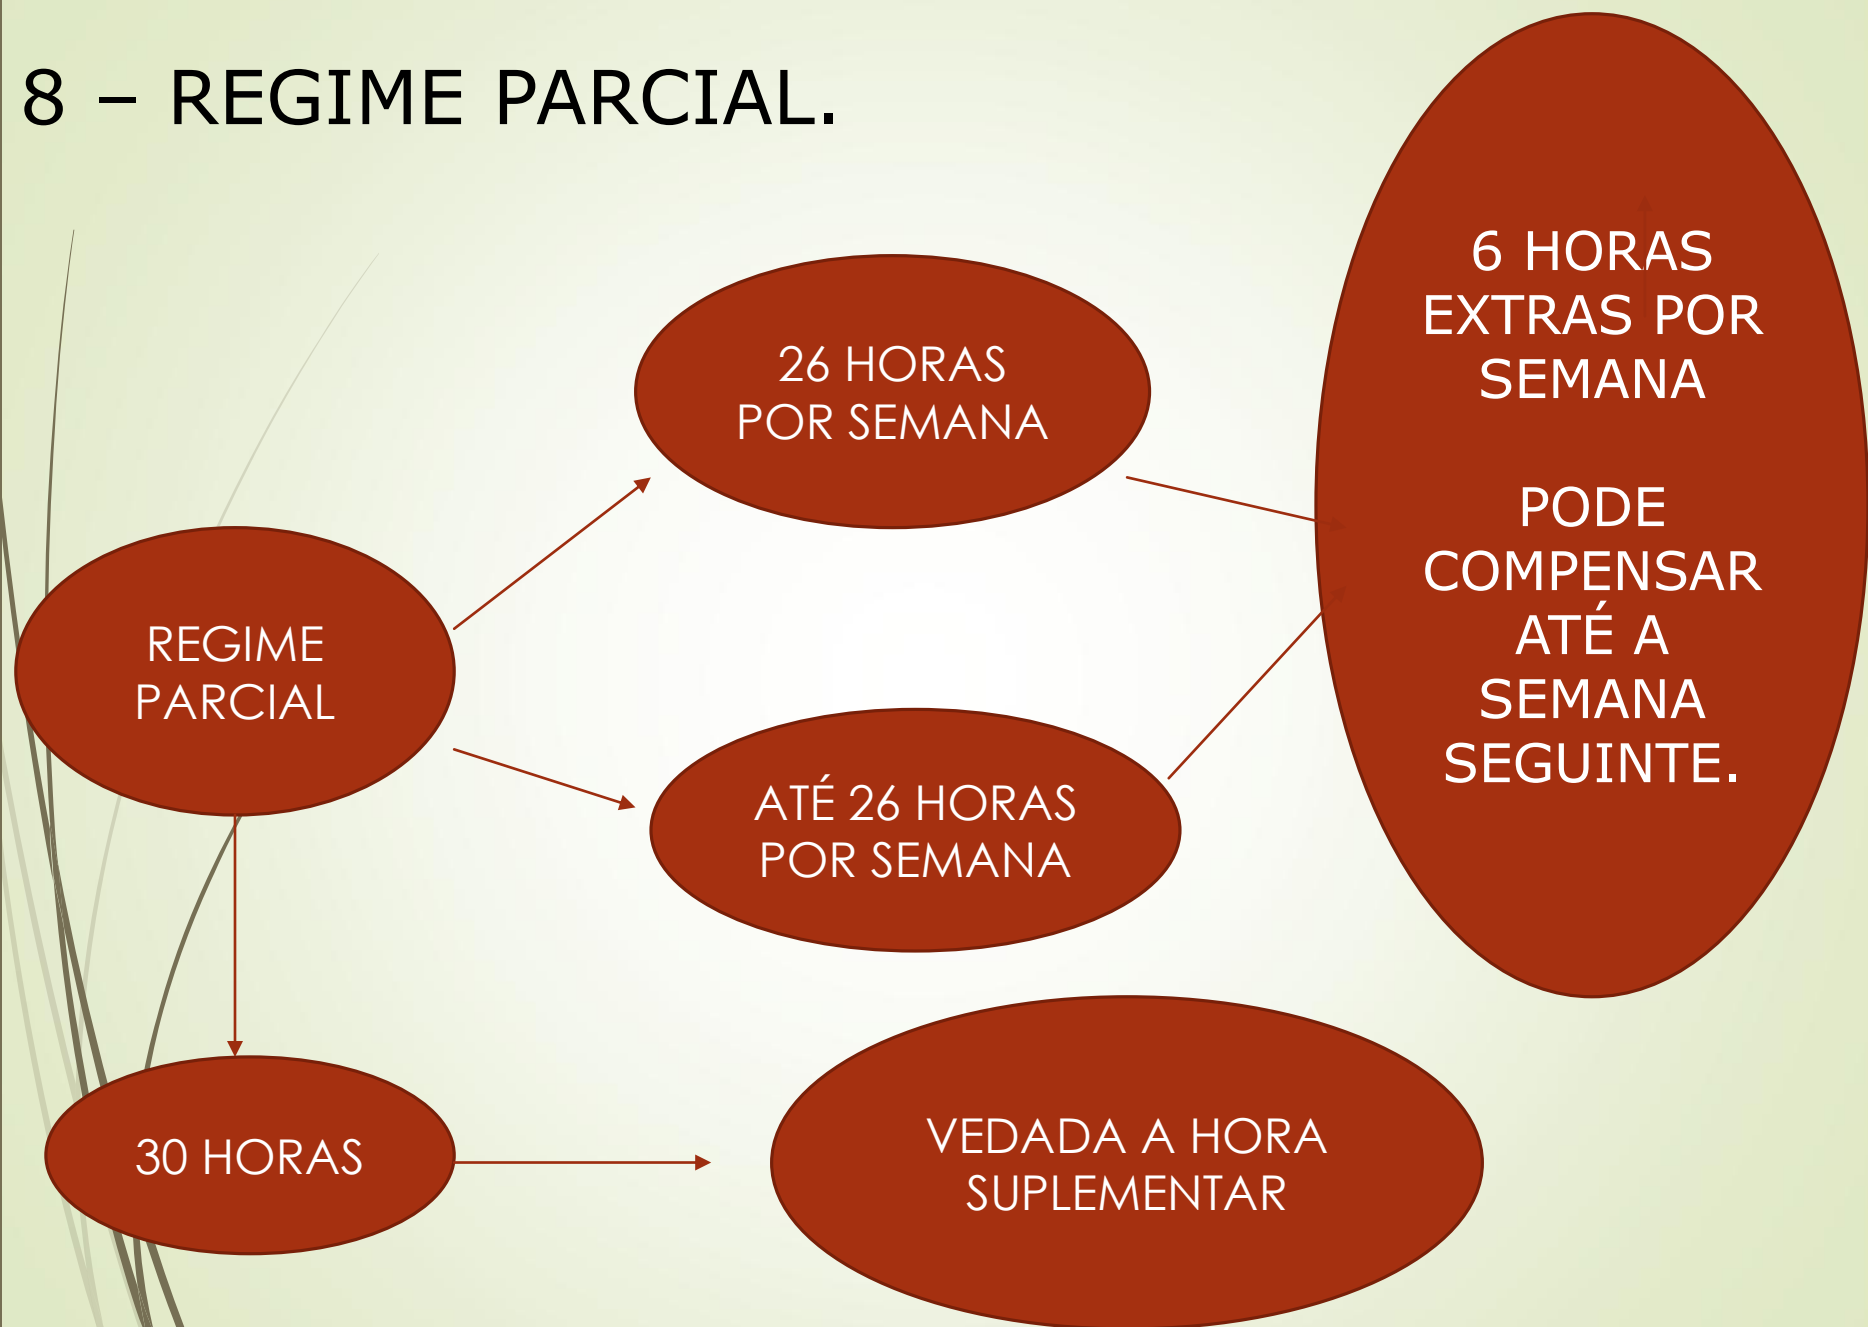 8 – REGIME PARCIAL.
26 HORAS
POR SEMANA
6 HORAS
EXTRAS POR
SEMANA
PODE
COMPENSAR
ATÉ A
SEMANA
SEGUINTE.
REGIME
PARCIAL
ATÉ 26 HORAS
POR SEMANA
30 HORAS
VEDADA A HORA
SUPLEMENTAR